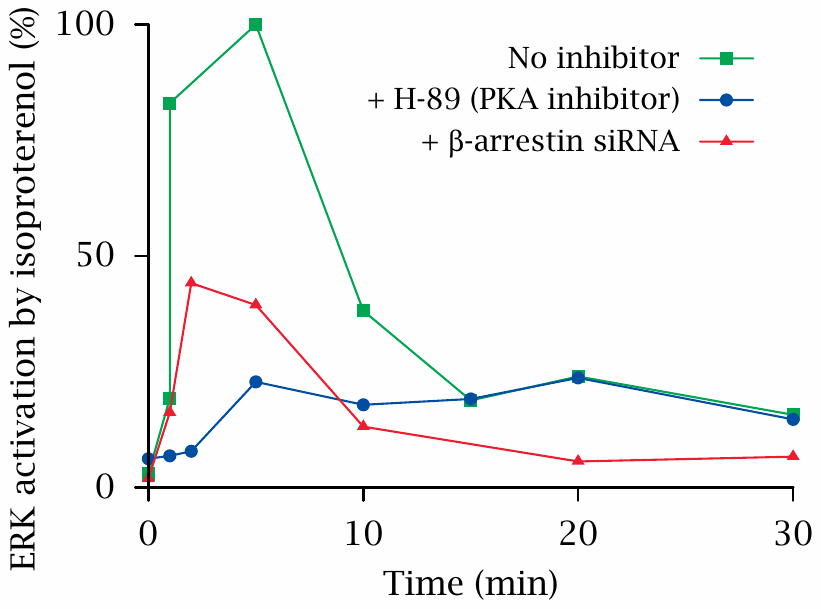 ERK activation by isoproterenol (%)
100
50
0
No inhibitor
+ H-89 (PKA inhibitor)
+ β-arrestin siRNA
0 10 20 30
Time (min)